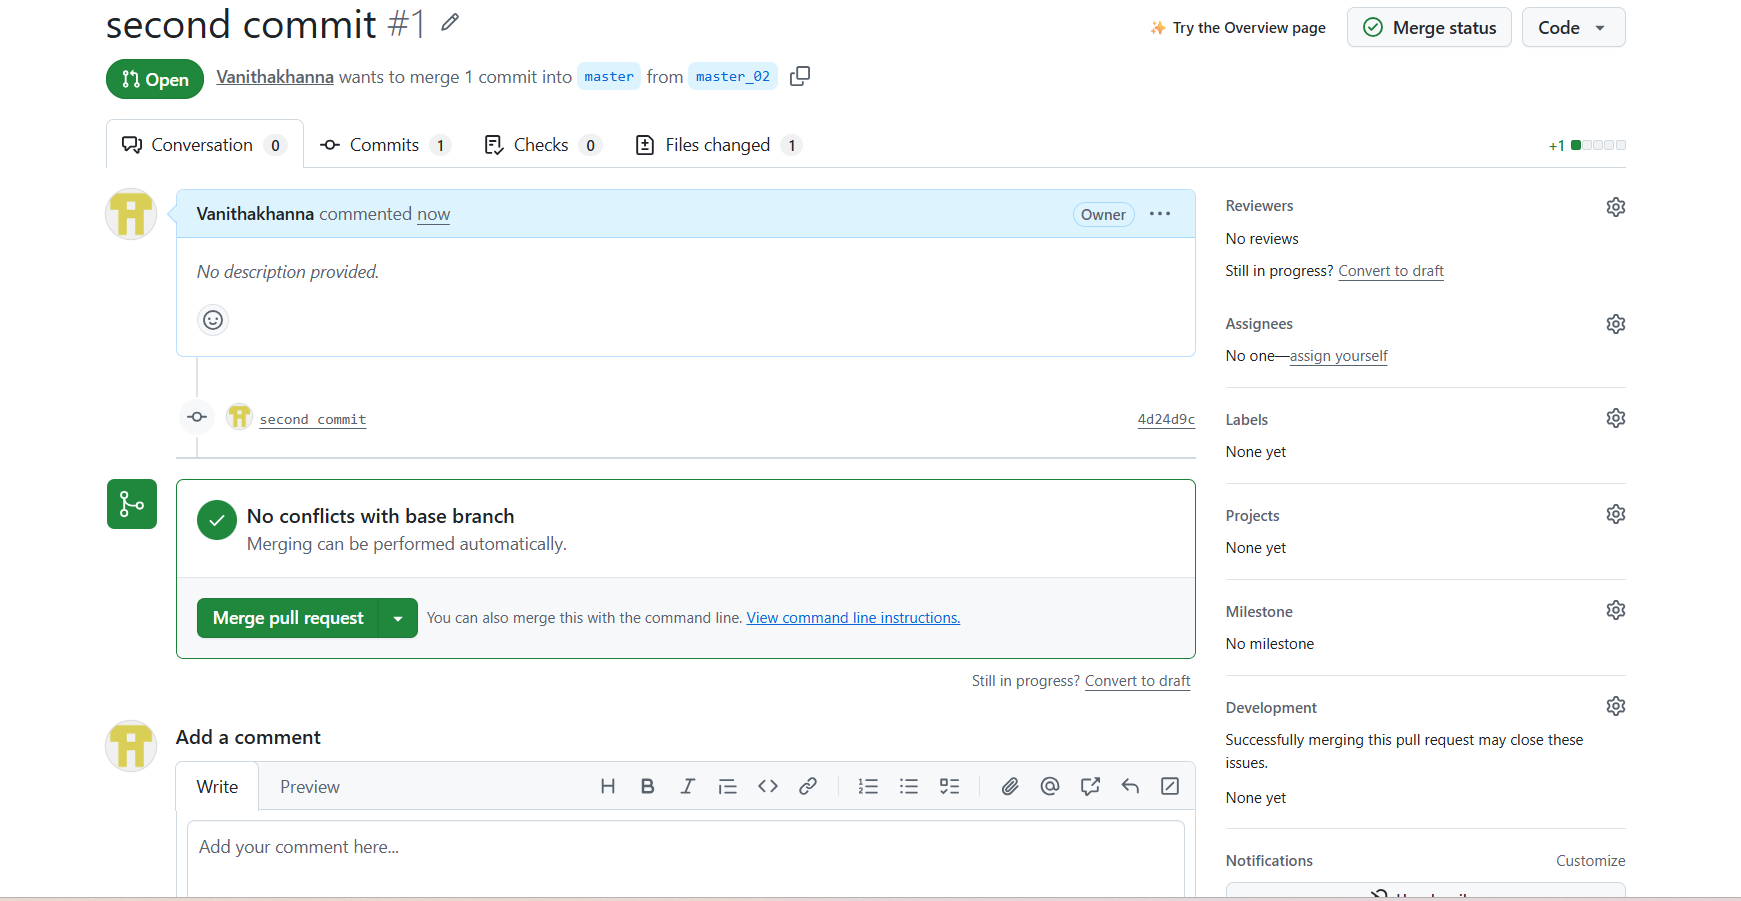 second commit #1
Try the Overview page
Merge status
Code
Open
Vanithakhanna wants to merge 1 commit into master from master_02
Conversation 0
Commits 1
Checks 0
Files changed 1
+1
Vanithakhanna commented now
Owner
No description provided.
second commit
4d24d9c
No conflicts with base branch
Merging can be performed automatically.
Merge pull request
You can also merge this with the command line. View command line instructions.
Still in progress? Convert to draft
Add a comment
Write
Preview
Add your comment here...
Reviewers
No reviews
Still in progress? Convert to draft
Assignees
No one—assign yourself
Labels
None yet
Projects
None yet
Milestone
No milestone
Development
Successfully merging this pull request may close these
issues.
None yet
Notifications
Customize